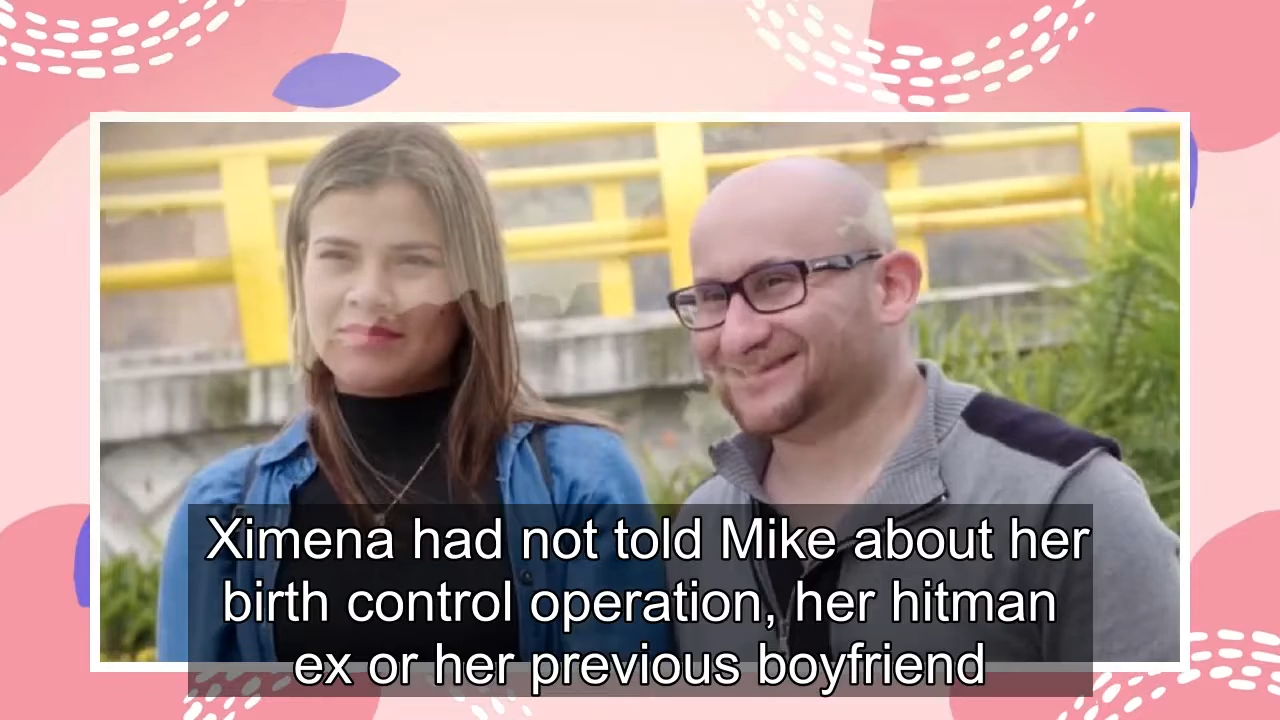 Ximena had not told Mike about her
birth control operation, her hitman
ex or her previous boyfriend